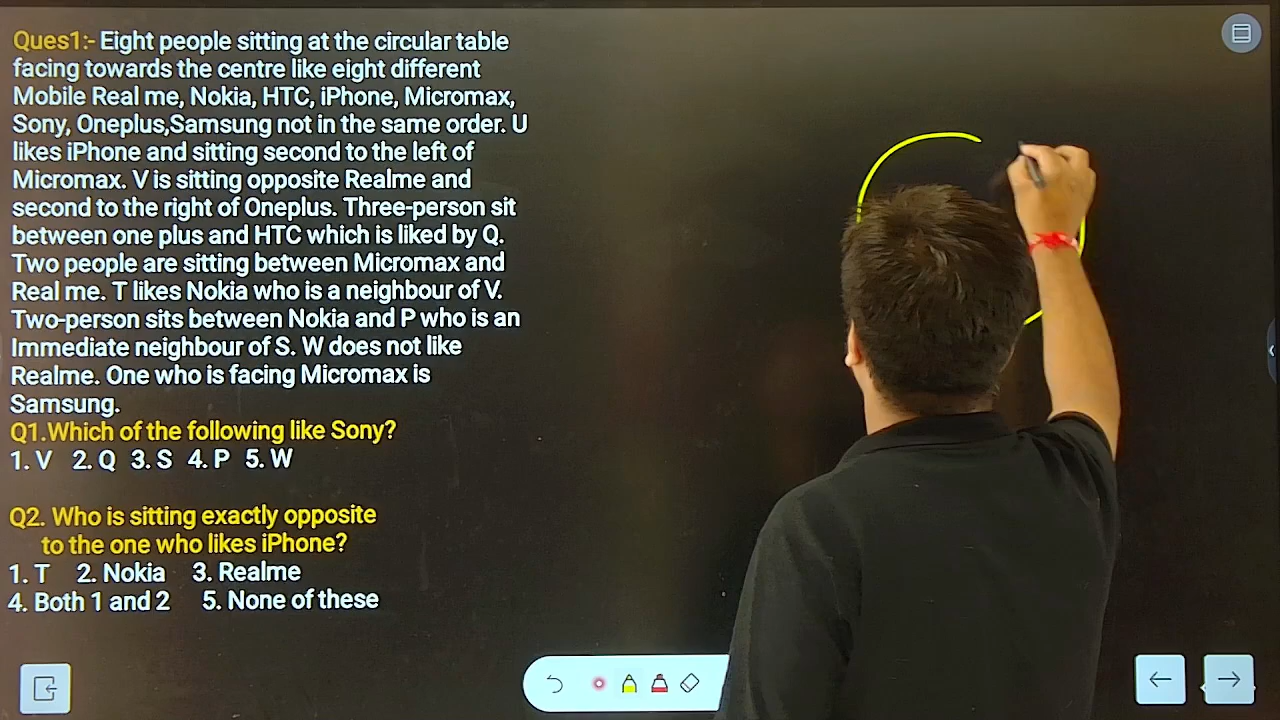 Ques1:- Eight people sitting at the circular table
facing towards the centre like eight different
Mobile Real me, Nokia, HTC, iPhone, Micromax,
Sony, Oneplus,Samsung not in the same order. U
likes iPhone and sitting second to the left of
Micromax. V is sitting opposite Realme and
second to the right of Oneplus. Three-person sit
between one plus and HTC which is liked by Q.
Two people are sitting between Micromax and
Real me. T likes Nokia who is a neighbour of V.
Two-person sits between Nokia and P who is an
Immediate neighbour of S. W does not like
Realme. One who is facing Micromax is
Samsung.
Q1.Which of the following like Sony?
1. V 2. Q 3. S 4. P 5. W
Q2. Who is sitting exactly opposite
to the one who likes iPhone?
1. T 2. Nokia 3. Realme
4. Both 1 and 2 5. None of these